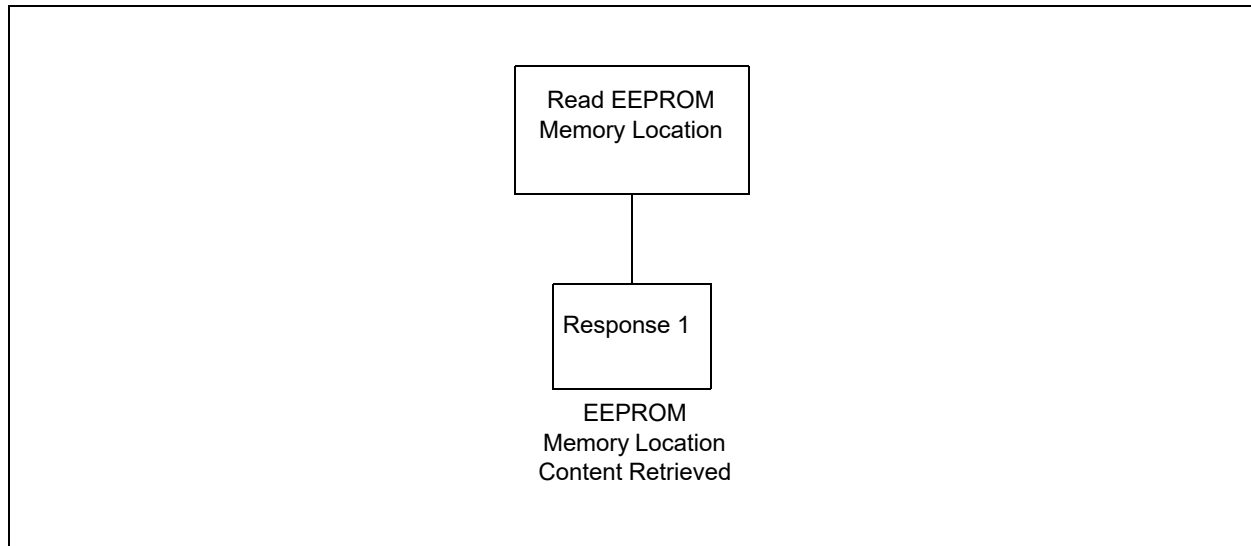 Read EEPROM
Memory Location
Response 1
EEPROM
Memory Location
Content Retrieved